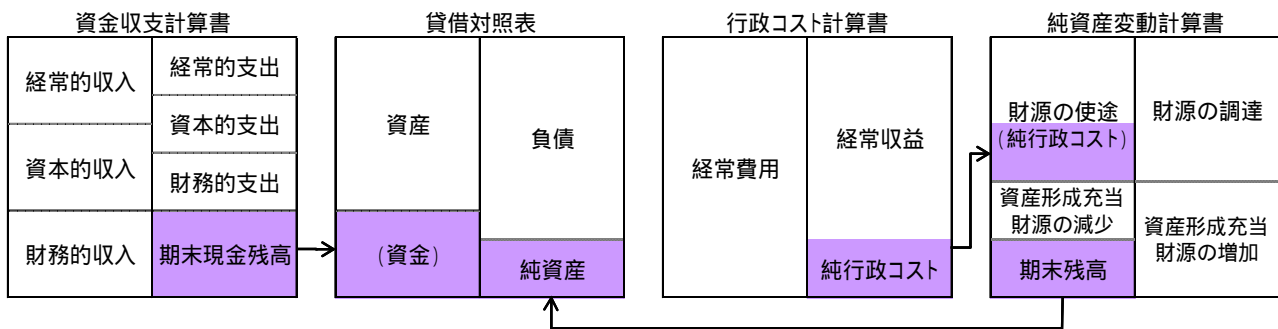 資金収支計算書
経常的収入
資本的収入
財務的収入
経常的支出
資本的支出
財務的支出
期末現金残高
貸借対照表
資産
(資金)
負債
純資産
行政コスト計算書
経常費用
経常収益
純行政コスト
純資産変動計算書
財源の使途
(純行政コスト)
資産形成充当
財源の減少
期末残高
財源の調達
資産形成充当
財源の増加